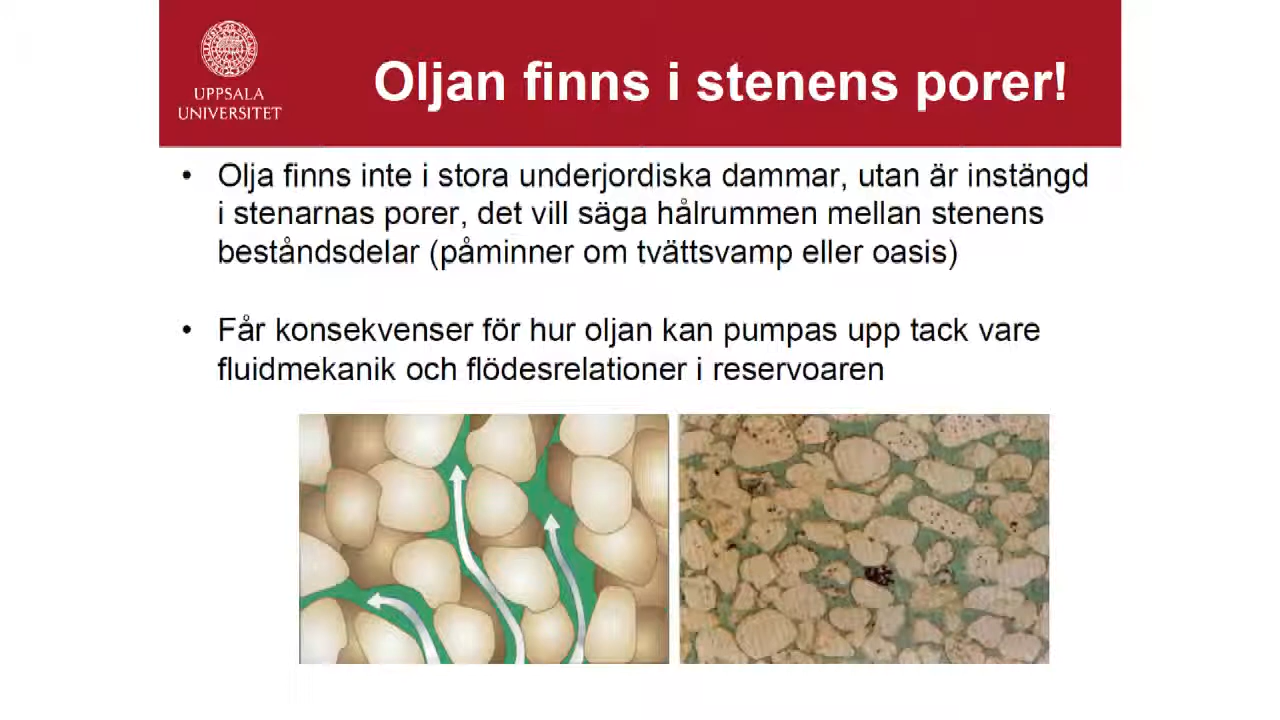 UPPSALA
UNIVERSITET
Oljan finns i stenens porer!
• Olja finns inte i stora underjordiska dammar, utan är instängd
i stenarnas porer, det vill säga hålrummen mellan stenens
beståndsdelar (påminner om tvättsvamp eller oasis)
• Får konsekvenser för hur oljan kan pumpas upp tack vare
fluidmekanik och flödesrelationer i reservoaren